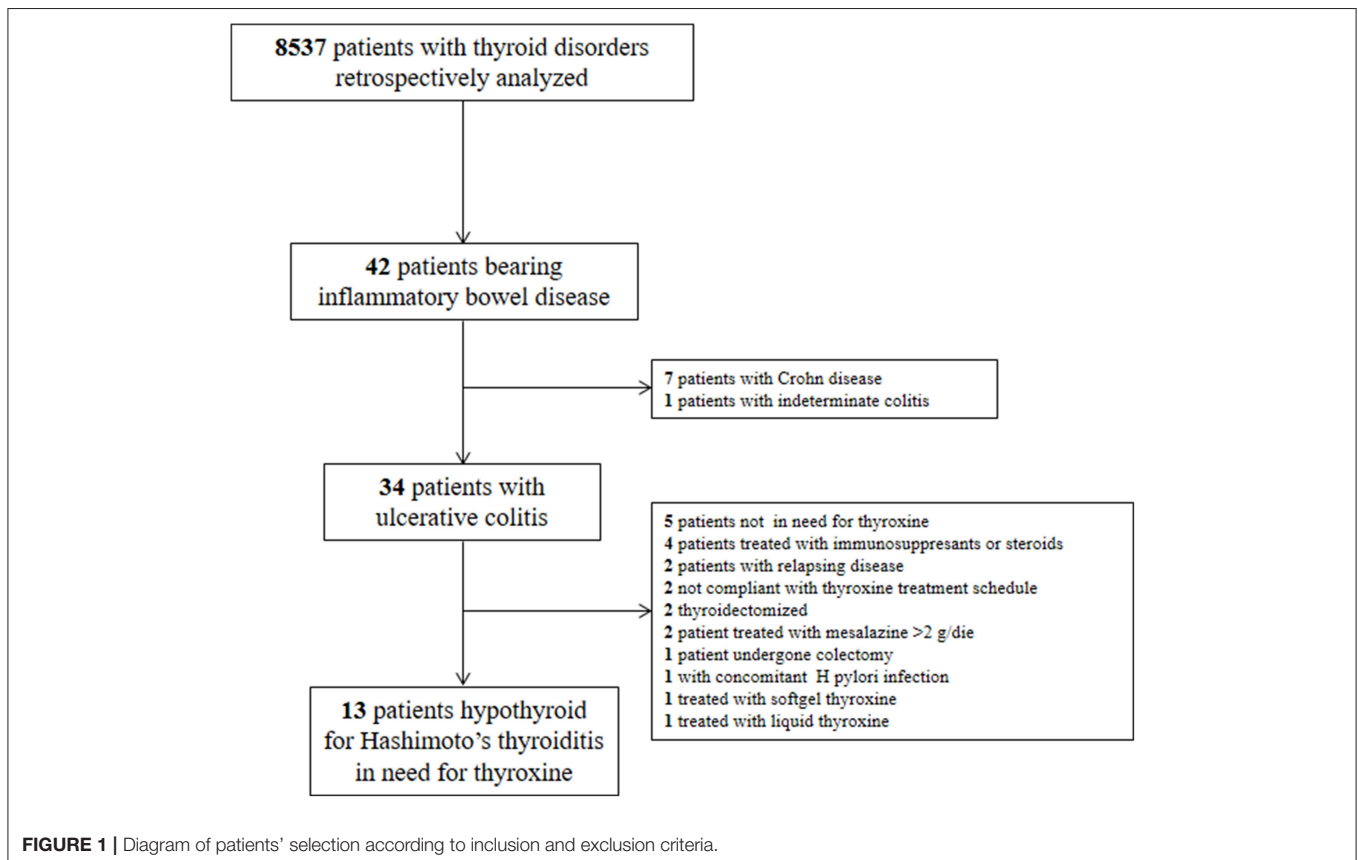 8537 patients with thyroid disorders
retrospectively analyzed
42 patients bearing
inflammatory bowel disease
7 patients with Crohn disease
1 patients with indeterminate colitis
34 patients with
ulcerative colitis
5 patients not in need for thyroxine
4 patients treated with immunosuppresants or steroids
2 patients with relapsing disease
2 not compliant with thyroxine treatment schedule
2 thyroidectomized
2 patient treated with mesalazine >2 g/die
1 patient undergone colectomy
1 with concomitant H pylori infection
1 treated with softgel thyroxine
1 treated with liquid thyroxine
13 patients hypothyroid
for Hashimoto's thyroiditis
in need for thyroxine
FIGURE 1 | Diagram of patients' selection according to inclusion and exclusion criteria.